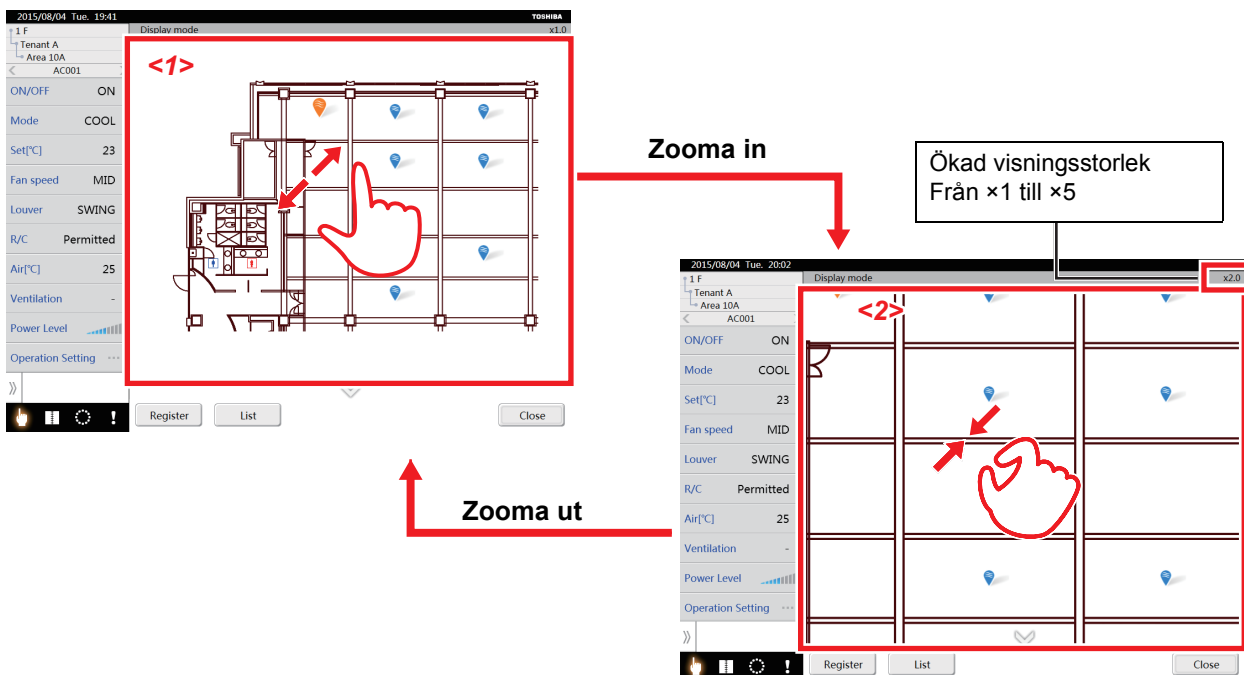 2015/08/04 Tue. 19:41
TOSHIBA
1 F
Tenant A
Area 10A
AC001
Display mode x1.0
<1>
ON/OFF ON
Mode COOL
Set[°C] 23
Fan speed MID
Louver SWING
R/C Permitted
Air[°C] 25
Ventilation -
Power Level
Operation Setting ...
Register
List
Close
Zooma in
Ökad visningsstorlek
Från ×1 till ×5
Zooma ut
2015/08/04 Tue. 20:02
1 F
Tenant A
Area 10A
AC001
Display mode x2.0
<2>
ON/OFF ON
Mode COOL
Set[°C] 23
Fan speed MID
Louver SWING
R/C Permitted
Air[°C] 25
Ventilation -
Power Level
Operation Setting ...
Register
List
Close